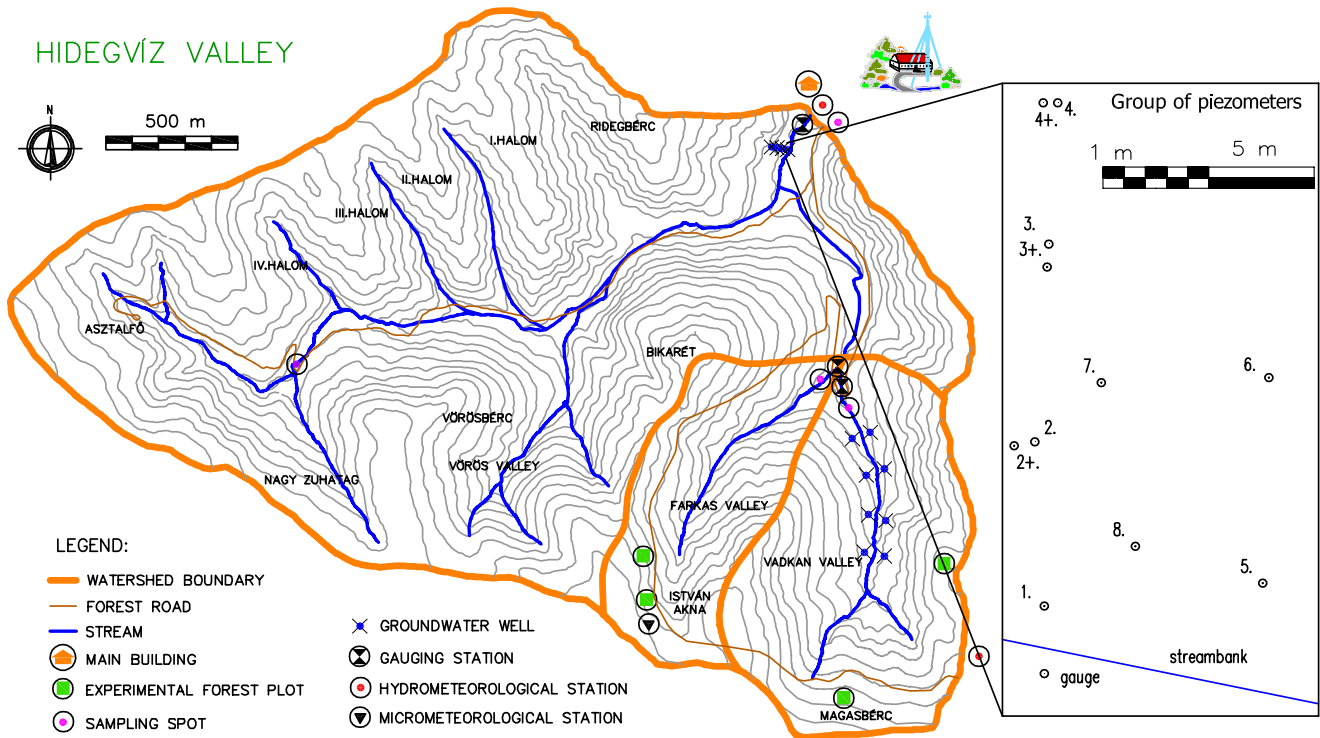 HIDEGVÍZ VALLEY
N
500 m
I.HALOM
RIDEGBÉRC
II.HALOM
III.HALOM
IV.HALOM
ASZTALFŐ
BIKARÉT
VÖRÖSBÉRC
VÖRÖS VALLEY
NAGY ZUHATAG
FARKAS VALLEY
VADKAN VALLEY
ISTVÁN
AKNA
MAGASBÉRC
LEGEND:
WATERSHED BOUNDARY
FOREST ROAD
STREAM
MAIN BUILDING
EXPERIMENTAL FOREST PLOT
SAMPLING SPOT
GROUNDWATER WELL
GAUGING STATION
HYDROMETEOROLOGICAL STATION
MICROMETEOROLOGICAL STATION
Group of piezometers
4.
4+.
1 m 5 m
3.
3+.
7.
6.
2.
2+.
8.
5.
1.
streambank
gauge